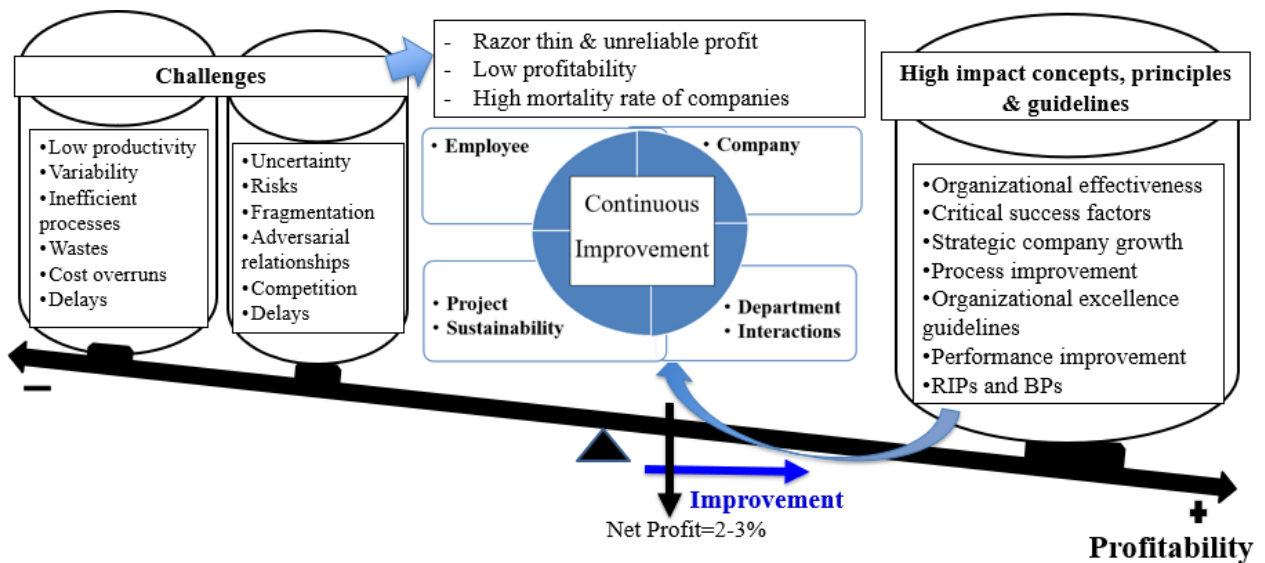 Challenges
•Low productivity
•Variability
•Inefficient
processes
•Wastes
•Cost overruns
•Delays
•Uncertainty
•Risks
•Fragmentation
•Adversarial
relationships
•Competition
•Delays
- Razor thin & unreliable profit
- Low profitability
- High mortality rate of companies
• Employee
• Company
Continuous
Improvement
• Project
• Sustainability
• Department
• Interactions
High impact concepts, principles
& guidelines
•Organizational effectiveness
•Critical success factors
•Strategic company growth
•Process improvement
•Organizational excellence
guidelines
•Performance improvement
•RIPs and BPs
−
Improvement
Net Profit=2-3%
+
Profitability